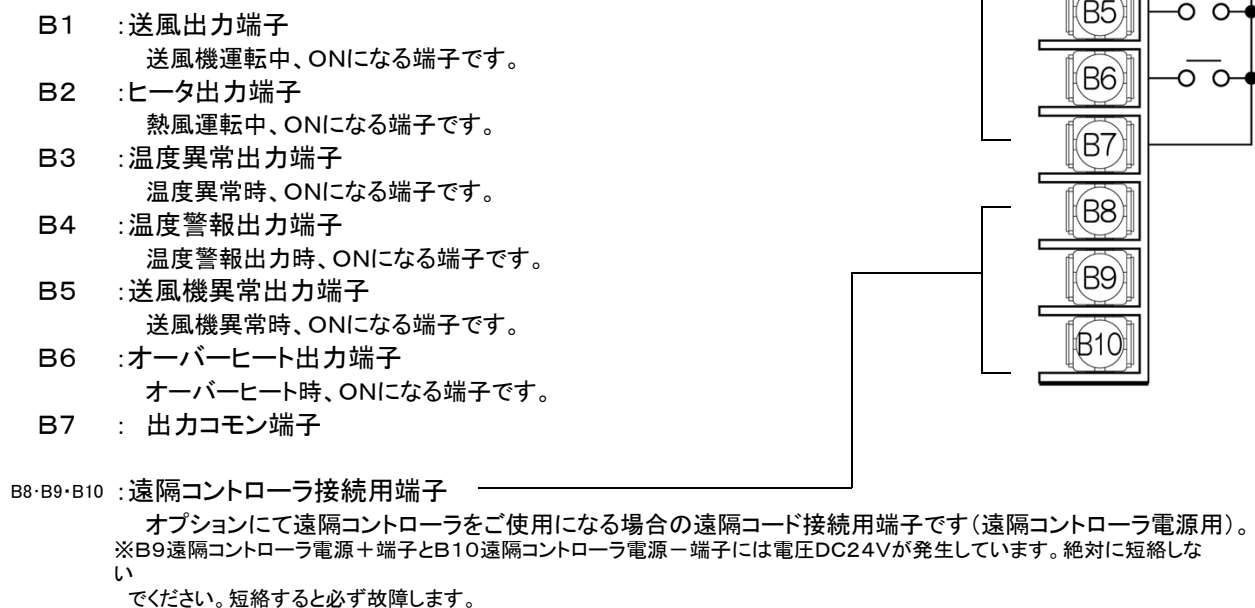 B1 :送風出力端子
送風機運転中、ONになる端子です。
B2 :ヒータ出力端子
熱風運転中、ONになる端子です。
B3 :温度異常出力端子
温度異常時、ONになる端子です。
B4 :温度警報出力端子
温度警報出力時、ONになる端子です。
B5 :送風機異常出力端子
送風機異常時、ONになる端子です。
B6 :オーバーヒート出力端子
オーバーヒート時、ONになる端子です。
B7 : 出力コモン端子
B8・B9・B10 :遠隔コントローラ接続用端子
オプションにて遠隔コントローラをご使用になる場合の遠隔コード接続用端子です(遠隔コントローラ電源用)。
※B9遠隔コントローラ電源+端子とB10遠隔コントローラ電源-端子には電圧DC24Vが発生しています。絶対に短絡しな
い
でください。短絡すると必ず故障します。
B5
B6
B7
B8
B9
B10